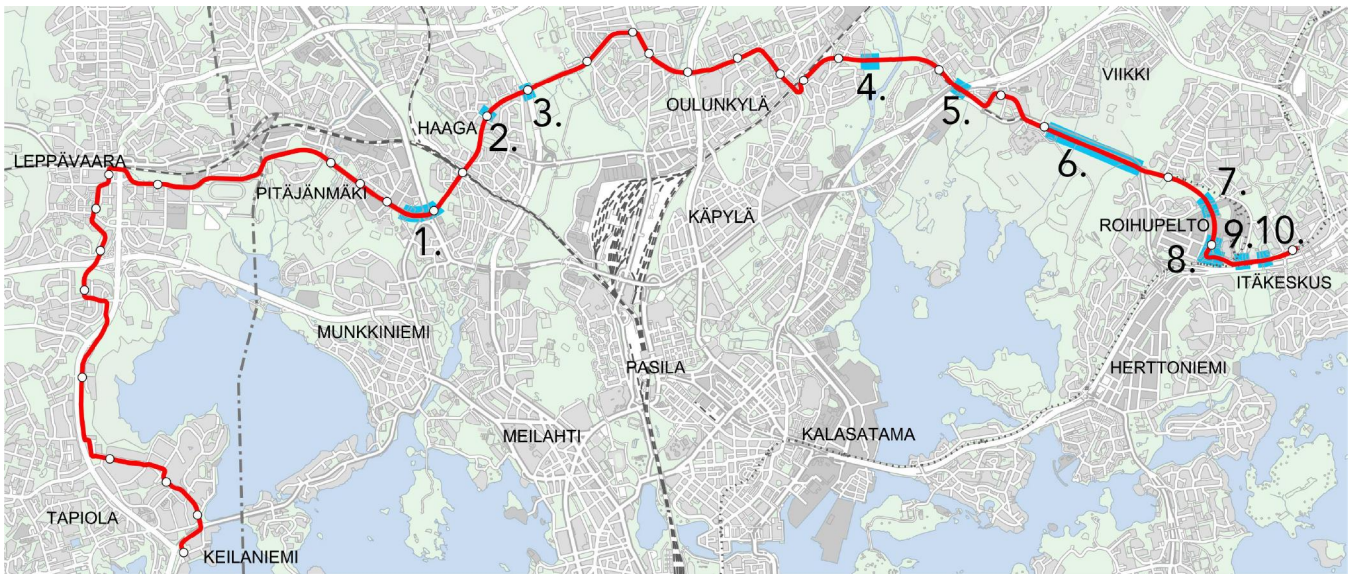 VIIKKI
4.
3.
5.
OULUNKYLÄ
HAAGA
2.
LEPPÄVAARA
6.
PITÄJÄNMÄKI
7.
KÄPYLÄ
ROIHUPELTO
1.
9.
10.
8.
ITÄKESKUS
MUNKKINIEMI
PASILA
HERTTONIEMI
MEILAHTI
KALASATAMA
TAPIOLA
KEILANIEMI